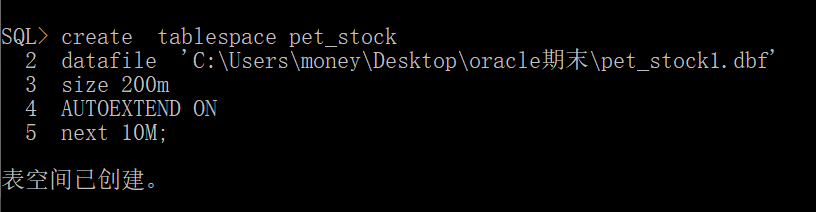 SQL> create  tablespace pet_stock
2  datafile  'C:\Users\money\Desktop\oracle期末\pet_stock1.dbf'
3  size 200m
4  AUTOEXTEND ON
5  next 10M;
表空间已创建。